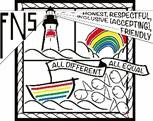 FNS
HONEST, RESPECTFUL,
INCLUSIVE (ACCEPTING),
FRIENDLY
ALL DIFFERENT
ALL EQUAL